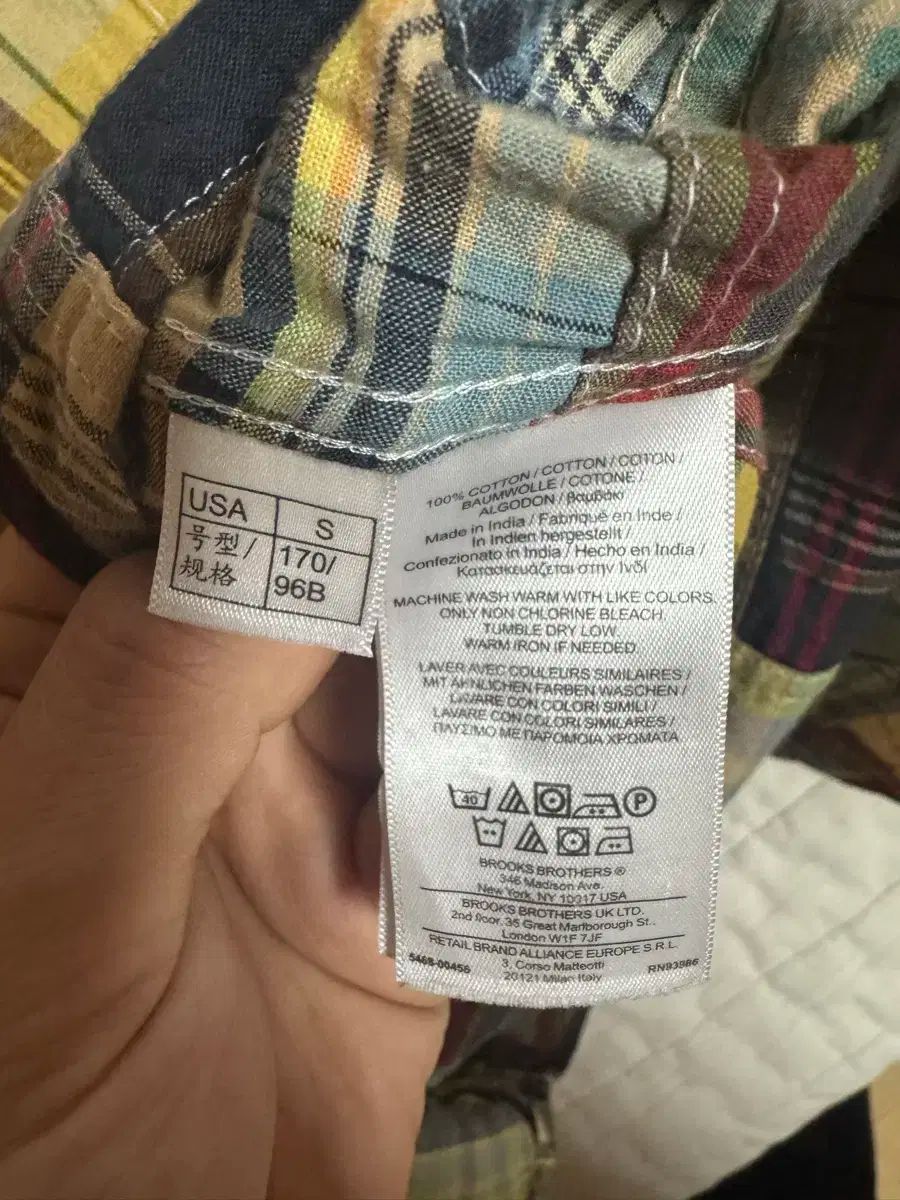 USA
S
号型/
规格
170/
96B
100% COTTON / COTTON / COTON /
BAUMWOLLE / COTONE /
ALGODON / βαμβάκι
Made in India / Fabriqué en Inde /
in Indien hergestellt /
Confezionato in India / Hecho en India /
Κατασκευάζεται στην Ινδί
MACHINE WASH WARM WITH LIKE COLORS.
ONLY NON CHLORINE BLEACH.
TUMBLE DRY LOW.
WARM IRON IF NEEDED.
LAVER AVEC COULEURS SIMILAIRES /
MIT AKNLICHEN FARBEN WASCHEN /
LAVARE CON COLORI SIMILI /
LAVARE CON COLORI SIMILARES /
ΠΛΥΣΙΜΟ ΜΕ ΠΑΡΟΜΟΙΑ ΧΡΩΜΑΤΑ
40
P
BROOKS BROTHERS ®
346 Madison Ave.
New York, NY 10017 USA
BROOKS BROTHERS UK LTD.
2nd floor, 35 Great Marlborough St.,
London W1F 7JF
RETAIL BRAND ALLIANCE EUROPE S.R.L.
5468-00456
3, Corso Matteotti
RN93986
20121 Milan Italy